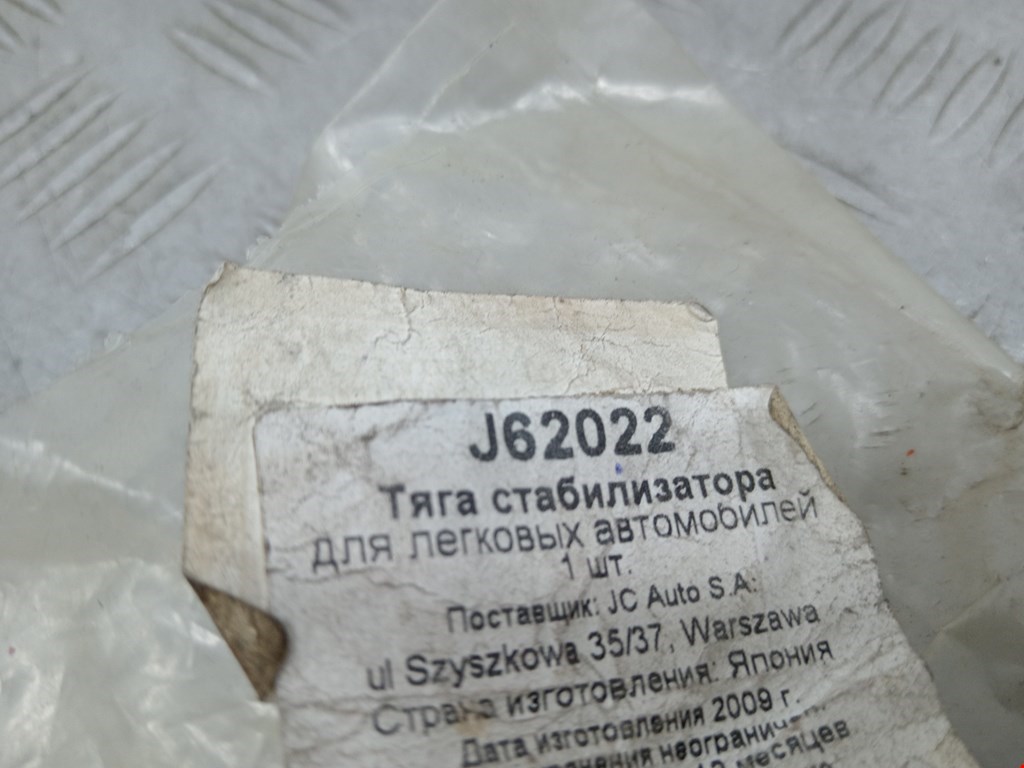 J62022
Тяга стабилизатора
для легковых автомобилей
1 шт.
Поставщик: JC Auto S.A:
ul Szyszkowa 35/37, Warszawa
Страна изготовления: Япония
Дата изготовления 2009 г.
месяцев